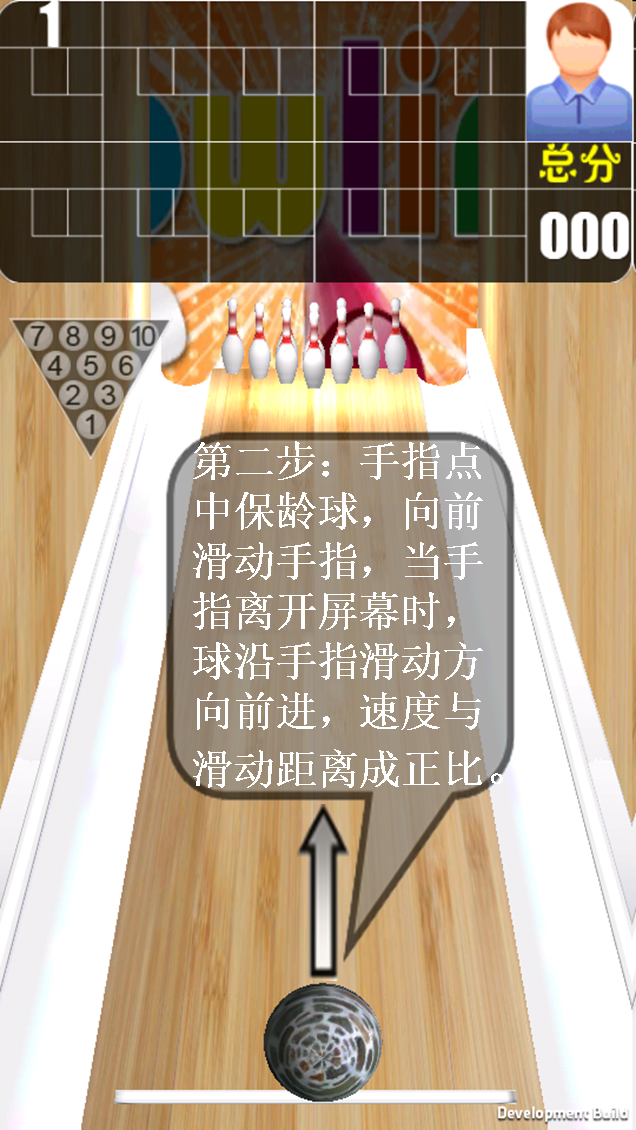 1
owlin
总分
000
7 8 9 10
4 5 6
2 3
1
第二步：手指点
中保龄球，向前
滑动手指，当手
指离开屏幕时，
球沿手指滑动方
向前进，速度与
滑动距离成正比。
Development Build